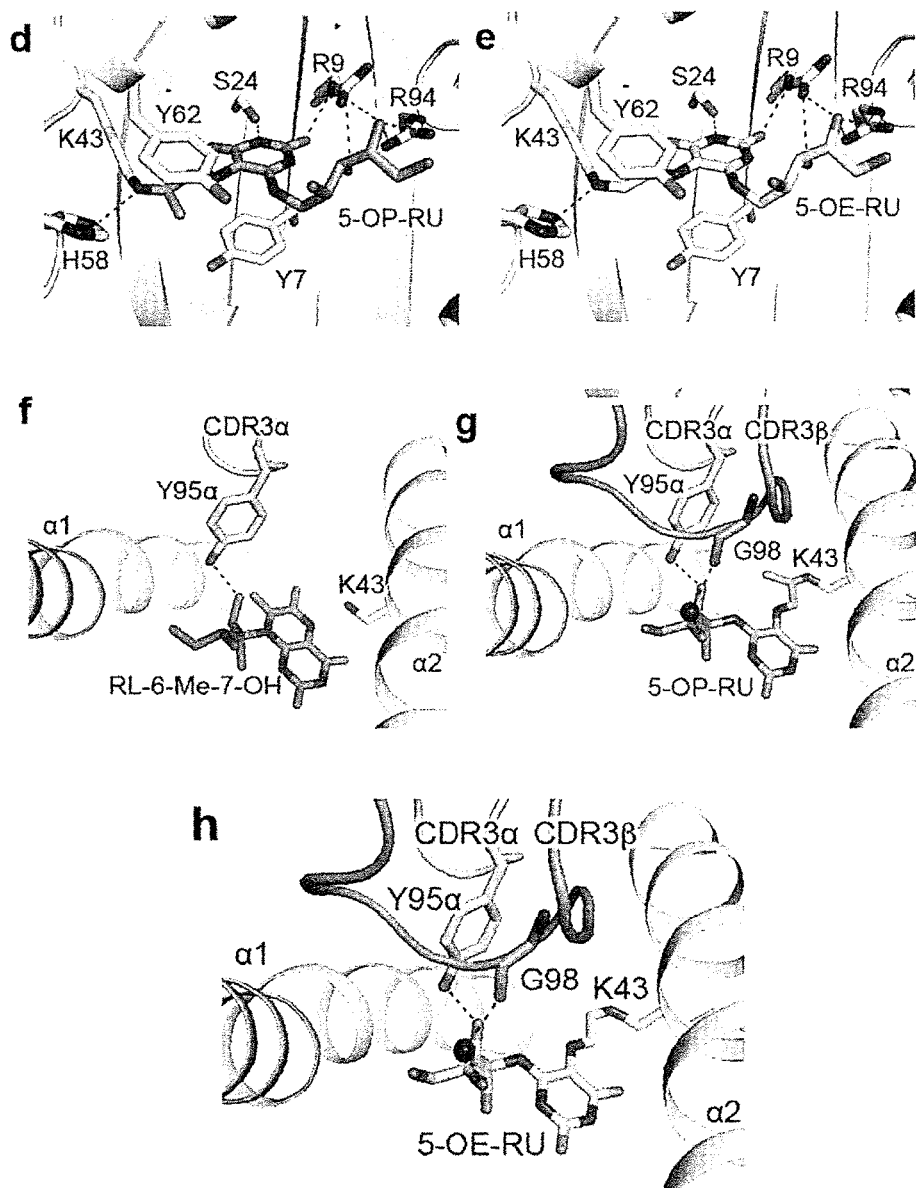 d
R9
S24
R94
Y62
K43
5-OP-RU
H58
Y7
e
R9
S24
R94
Y62
K43
5-OE-RU
H58
Y7
f
CDR3α
Y95α
α1
K43
α2
RL-6-Me-7-OH
g
CDR3α CDR3β
Y95α
α1
G98
K43
α2
5-OP-RU
h
CDR3α CDR3β
Y95α
α1
G98
K43
α2
5-OE-RU